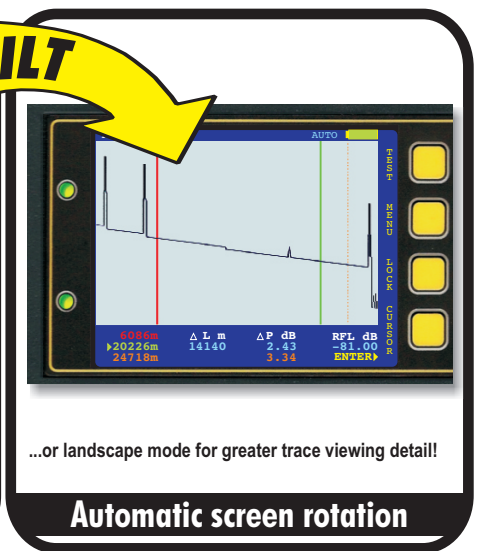 ILT
AUTO
TEST
MENU
LOCK
CURSOR
6086m Δ L m ΔP dB RFL dB
20226m 14140 2.43 -81.00
24718m 3.34 ENTER
...or landscape mode for greater trace viewing detail!
Automatic screen rotation